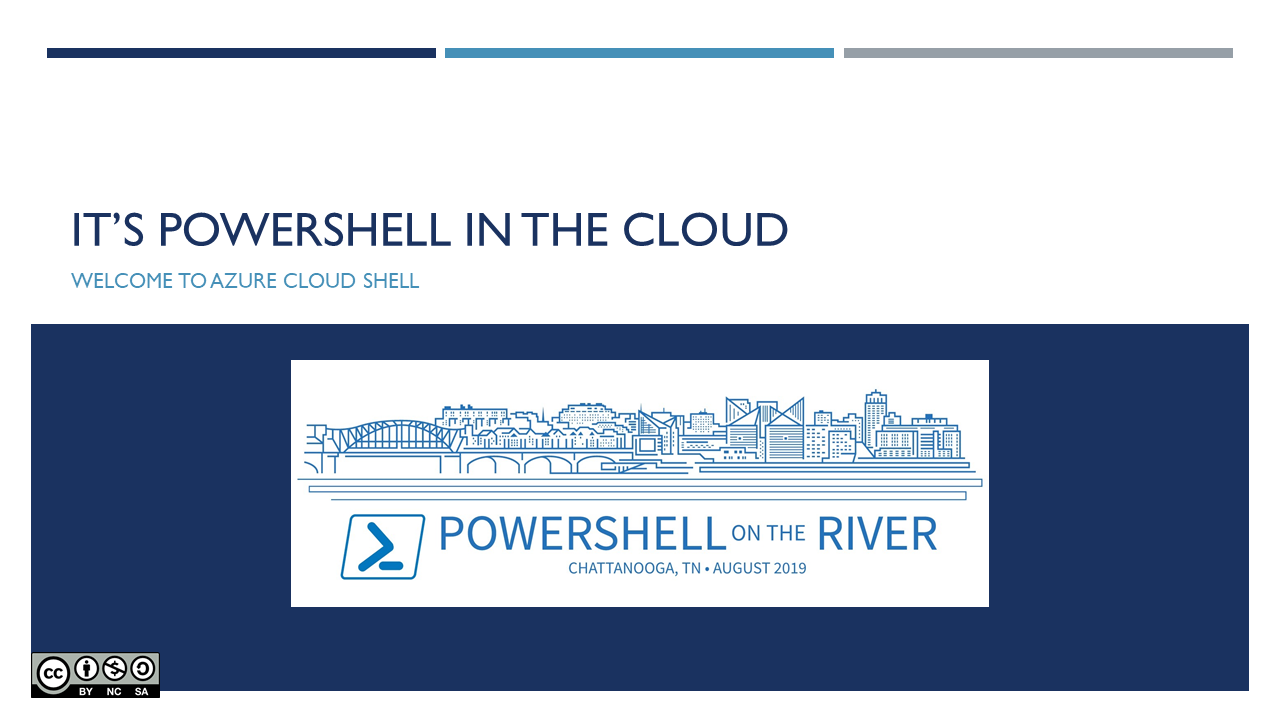 IT’S POWERSHELL IN THE CLOUD
WELCOME TO AZURE CLOUD SHELL
POWERSHELL ON THE RIVER
CHATTANOOGA, TN • AUGUST 2019
cc
BY NC SA